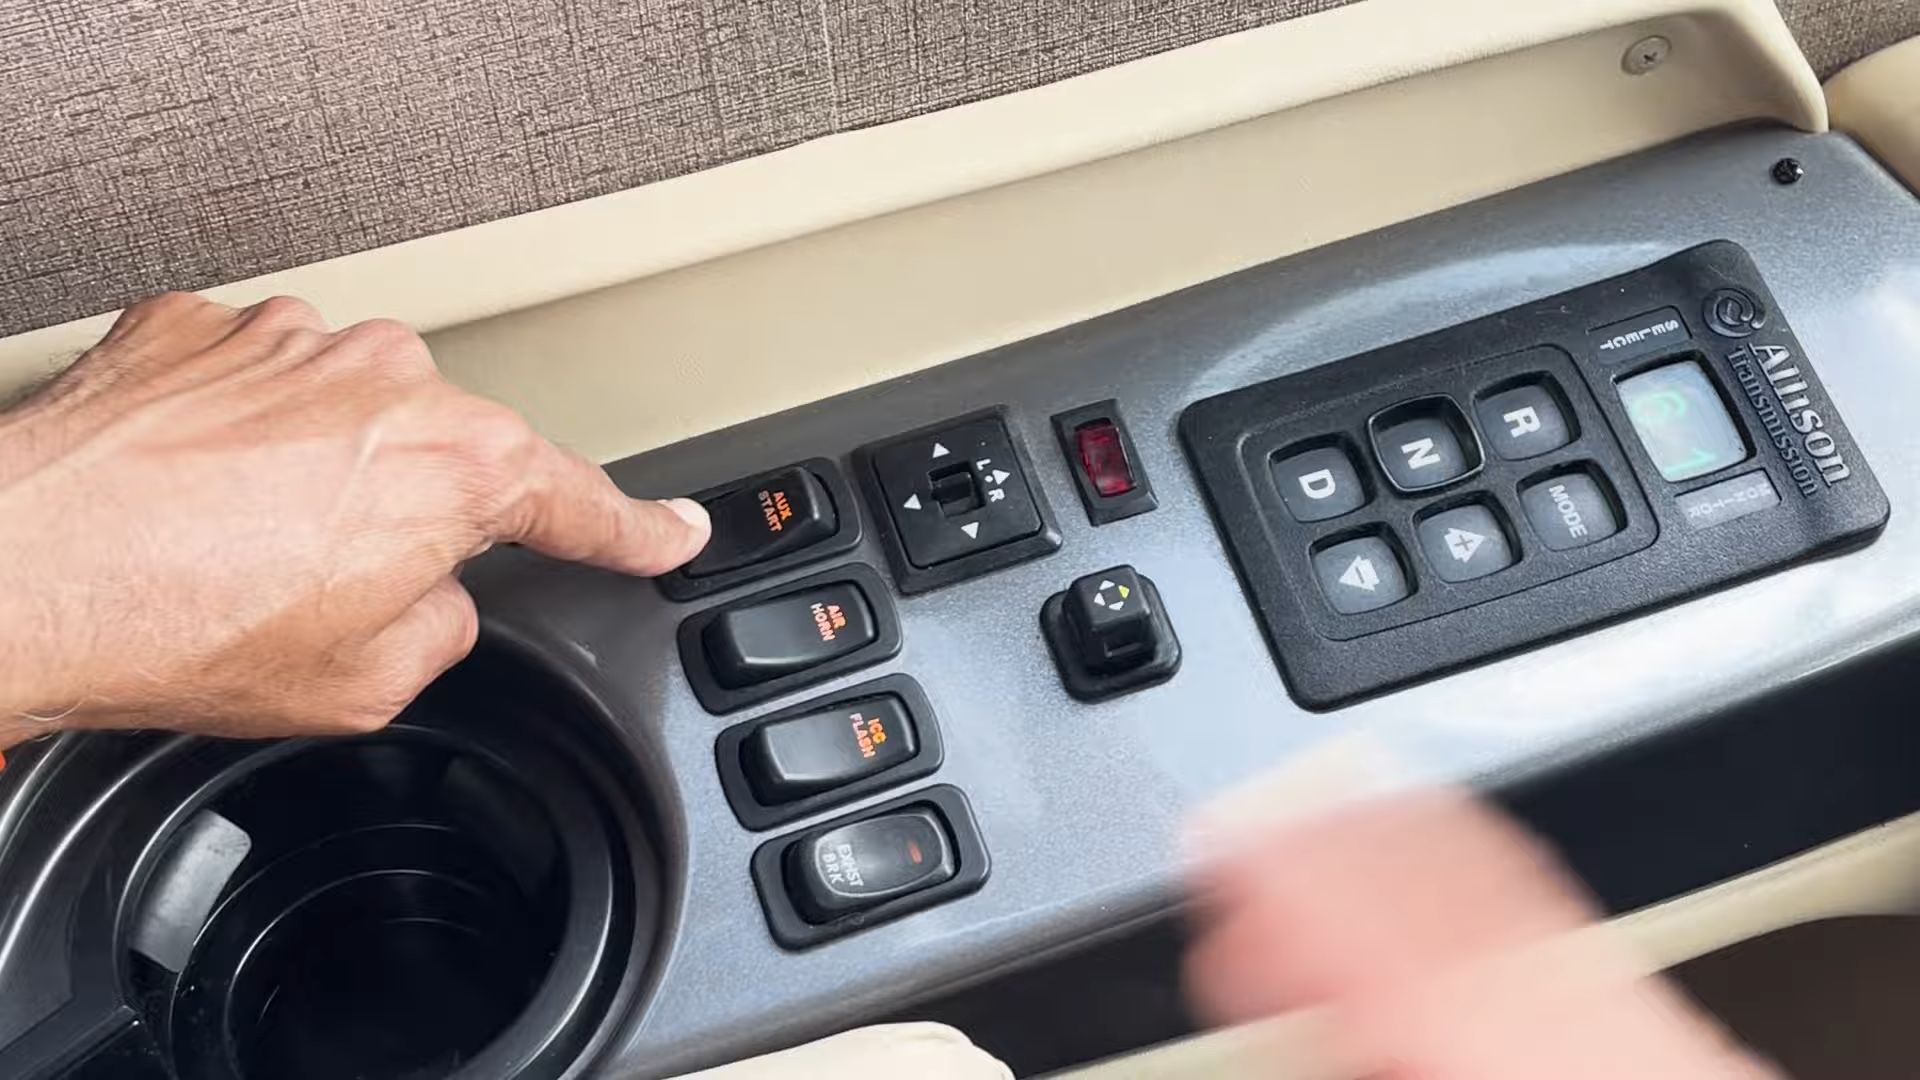 AUX
START
AIR
HORN
ICC
FLASH
EXHST
BRK
L • R
D
N
R
MODE
SELECT
MONITOR
Allison
Transmission